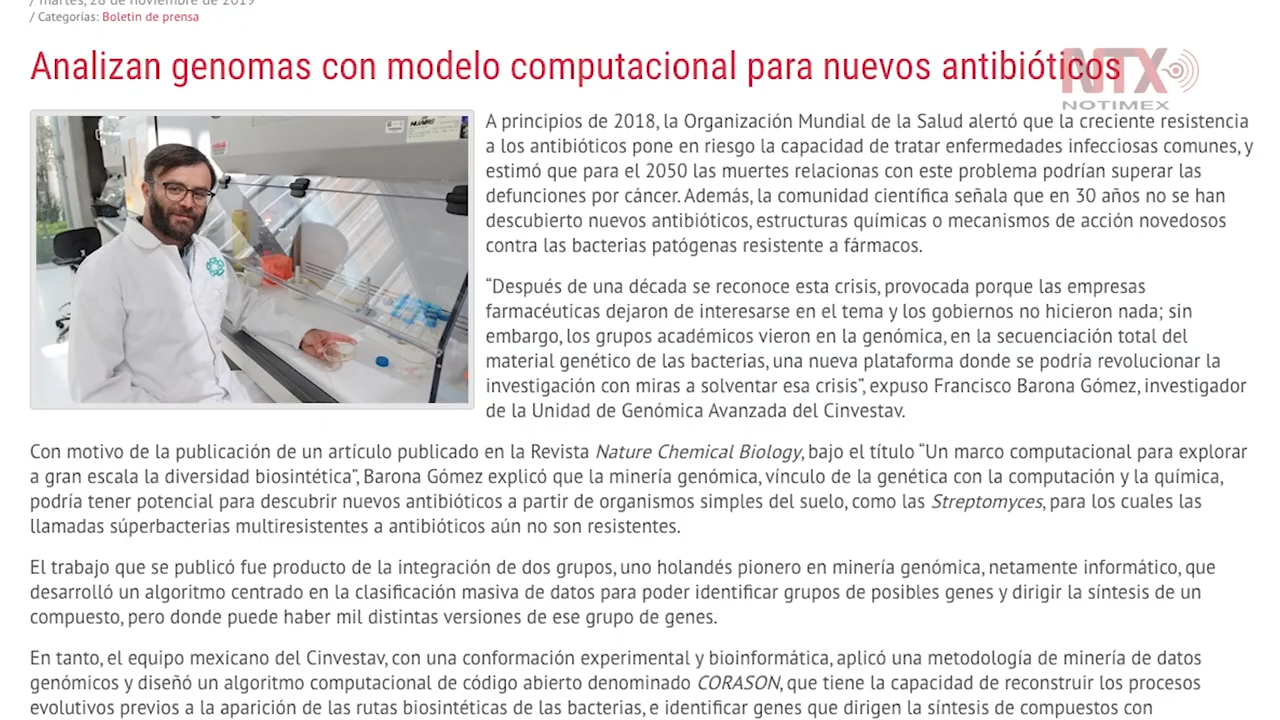 / martes, 26 de noviembre de 2019
/ Categorías: Boletin de prensa
Analizan genomas con modelo computacional para nuevos antibióticos
NTX
NOTIMEX
A principios de 2018, la Organización Mundial de la Salud alertó que la creciente resistencia
a los antibióticos pone en riesgo la capacidad de tratar enfermedades infecciosas comunes, y
estimó que para el 2050 las muertes relacionas con este problema podrían superar las
defunciones por cáncer. Además, la comunidad científica señala que en 30 años no se han
descubierto nuevos antibióticos, estructuras químicas o mecanismos de acción novedosos
contra las bacterias patógenas resistente a fármacos.
“Después de una década se reconoce esta crisis, provocada porque las empresas
farmacéuticas dejaron de interesarse en el tema y los gobiernos no hicieron nada; sin
embargo, los grupos académicos vieron en la genómica, en la secuenciación total del
material genético de las bacterias, una nueva plataforma donde se podría revolucionar la
investigación con miras a solventar esa crisis”, expuso Francisco Barona Gómez, investigador
de la Unidad de Genómica Avanzada del Cinvestav.
Con motivo de la publicación de un artículo publicado en la Revista Nature Chemical Biology, bajo el título “Un marco computacional para explorar
a gran escala la diversidad biosintética”, Barona Gómez explicó que la minería genómica, vínculo de la genética con la computación y la química,
podría tener potencial para descubrir nuevos antibióticos a partir de organismos simples del suelo, como las Streptomyces, para los cuales las
llamadas súperbacterias multiresistentes a antibióticos aún no son resistentes.
El trabajo que se publicó fue producto de la integración de dos grupos, uno holandés pionero en minería genómica, netamente informático, que
desarrolló un algoritmo centrado en la clasificación masiva de datos para poder identificar grupos de posibles genes y dirigir la síntesis de un
compuesto, pero donde puede haber mil distintas versiones de ese grupo de genes.
En tanto, el equipo mexicano del Cinvestav, con una conformación experimental y bioinformática, aplicó una metodología de minería de datos
genómicos y diseñó un algoritmo computacional de código abierto denominado CORASON, que tiene la capacidad de reconstruir los procesos
evolutivos previos a la aparición de las rutas biosintéticas de las bacterias, e identificar genes que dirigen la síntesis de compuestos con